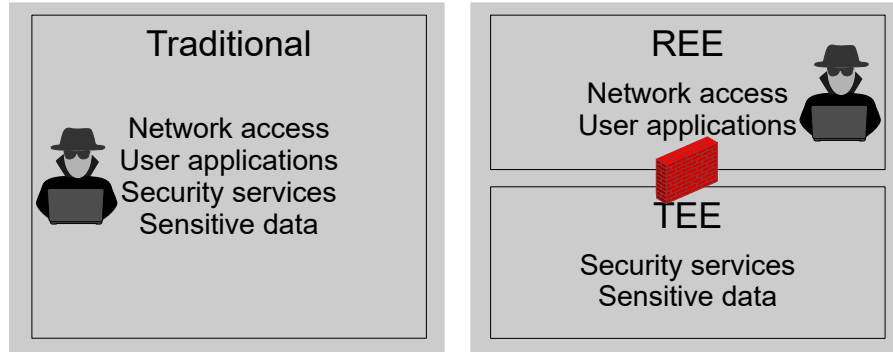 Traditional
Network access
User applications
Security services
Sensitive data
REE
Network access
User applications
TEE
Security services
Sensitive data